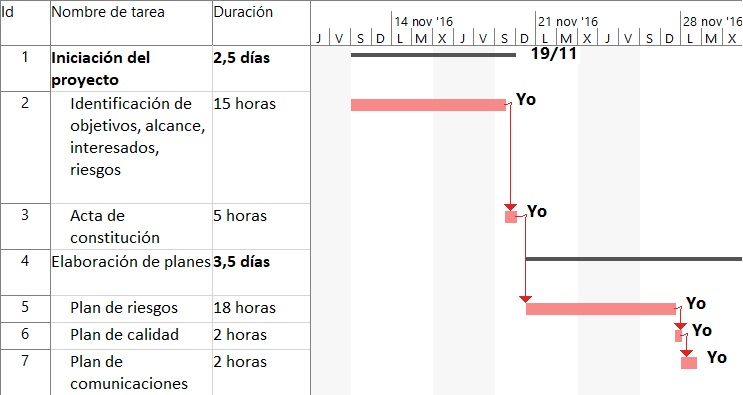 Id Nombre de tarea Duración 14 nov '16 21 nov '16 28 nov '16
J V S D L M X J V S D L M X J V S D L M X
1 Iniciación del 2,5 días 19/11
proyecto
2 Identificación de 15 horas Yo
objetivos, alcance,
interesados,
riesgos
3 Acta de 5 horas Yo
constitución
4 Elaboración de planes 3,5 días
5 Plan de riesgos 18 horas Yo
6 Plan de calidad 2 horas Yo
7 Plan de 2 horas Yo
comunicaciones